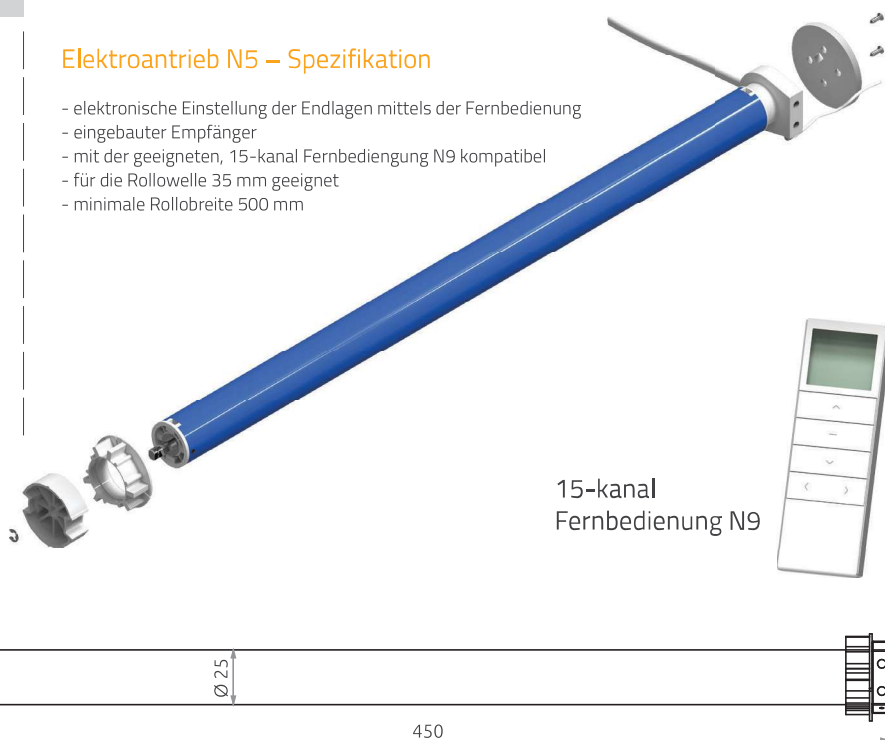 Elektroantrieb N5 – Spezifikation
- elektronische Einstellung der Endlagen mittels der Fernbedienung
- eingebauter Empfänger
- mit der geeigneten, 15-kanal Fernbediengung N9 kompatibel
- für die Rollowelle 35 mm geeignet
- minimale Rollobreite 500 mm
15-kanal
Fernbedienung N9
Ø 25
450